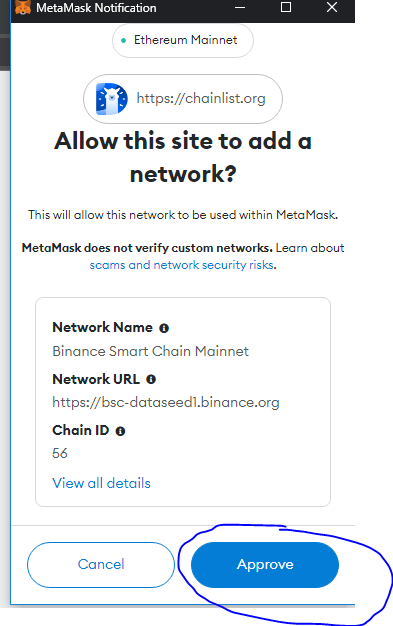 MetaMask Notification
Ethereum Mainnet
https://chainlist.org
Allow this site to add a
network?
This will allow this network to be used within MetaMask.
MetaMask does not verify custom networks. Learn about
scams and network security risks.
Network Name
Binance Smart Chain Mainnet
Network URL
https://bsc-dataseed1.binance.org
Chain ID
56
View all details
Cancel
Approve